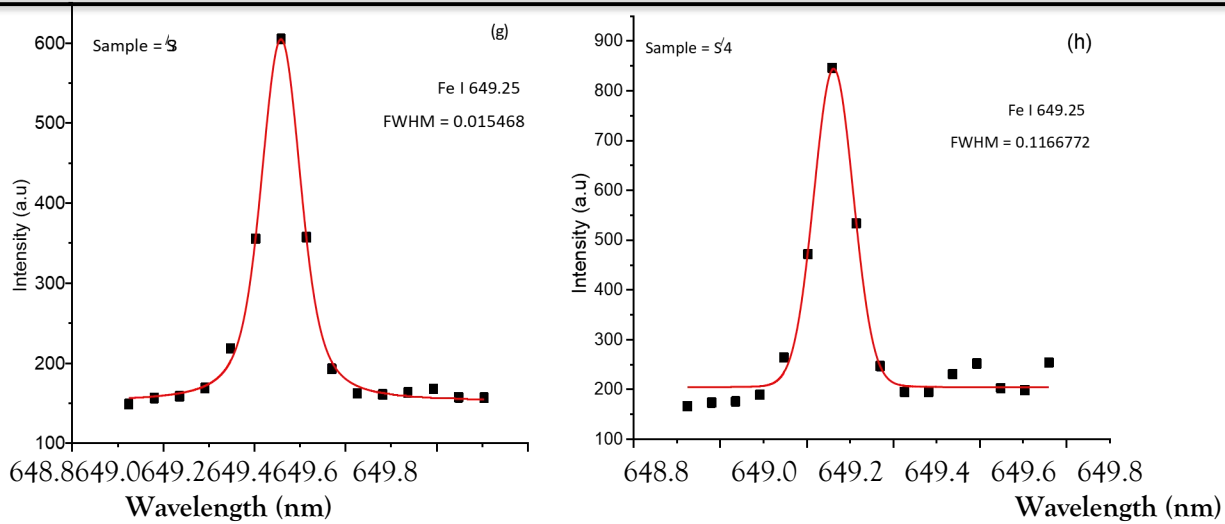 (g)
Sample =
Fe I 649.25
FWHM = 0.015468
600
500
400
300
200
100
Intensity (a.u)
648.8649.0649.2649.4649.6 649.8
Wavelength (nm)
(h)
Sample = S/4
Fe I 649.25
FWHM = 0.1166772
900
800
700
600
500
400
300
200
100
Intensity (a.u)
648.8 649.0 649.2 649.4 649.6 649.8
Wavelength (nm)